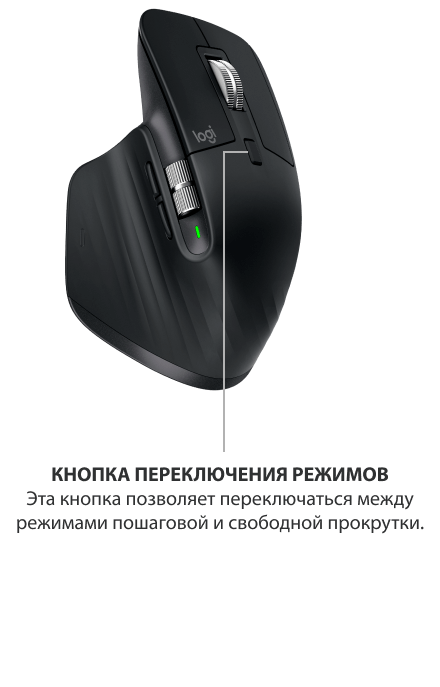 logi
КНОПКА ПЕРЕКЛЮЧЕНИЯ РЕЖИМОВ
Эта кнопка позволяет переключаться между
режимами пошаговой и свободной прокрутки.